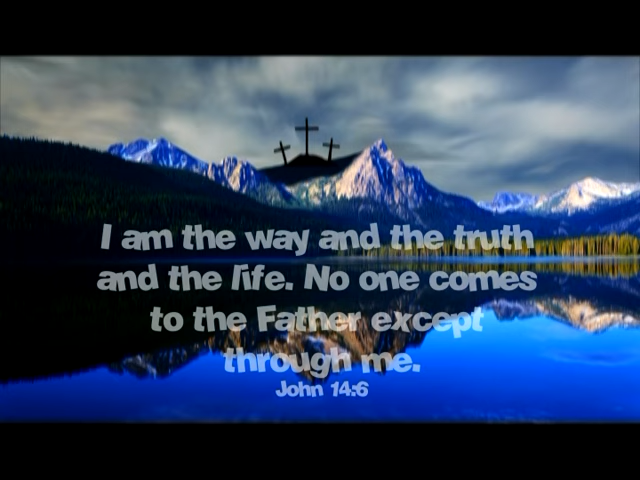 I am the way and the truth
and the life. No one comes
to the Father except
through me.
John 14:6